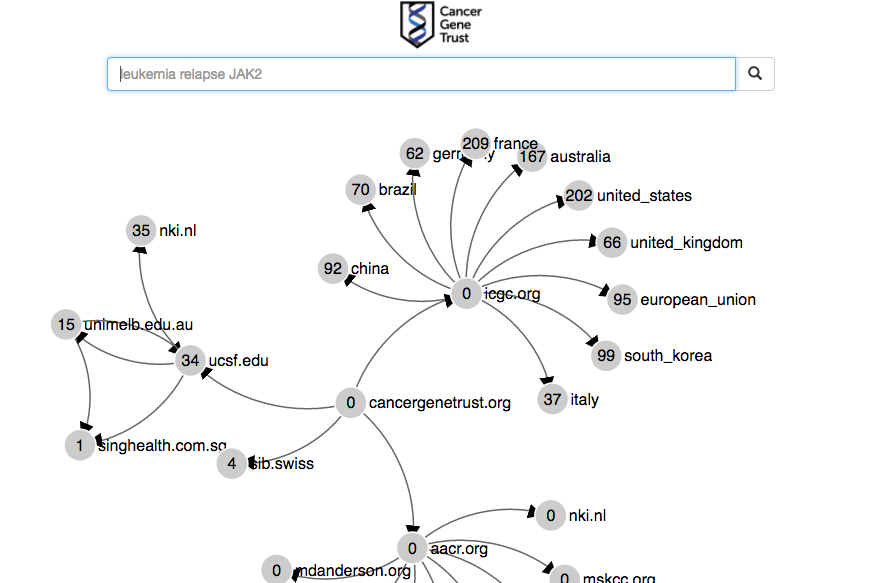 Cancer
Gene
Trust
leukemia relapse JAK2
209 france
62
167 australia
70 brazil
202 united_states
35 nki.nl
66 united_kingdom
92 china
0 icgc.org
95 european_union
15 unimelb.edu.au
99 south_korea
34 ucsf.edu
37 italy
0 cancergenetrust.org
1 singhealth.com.sg
4 sib.swiss
0 nki.nl
0 aacr.org
0 mdanderson.org
0 mskcc.org